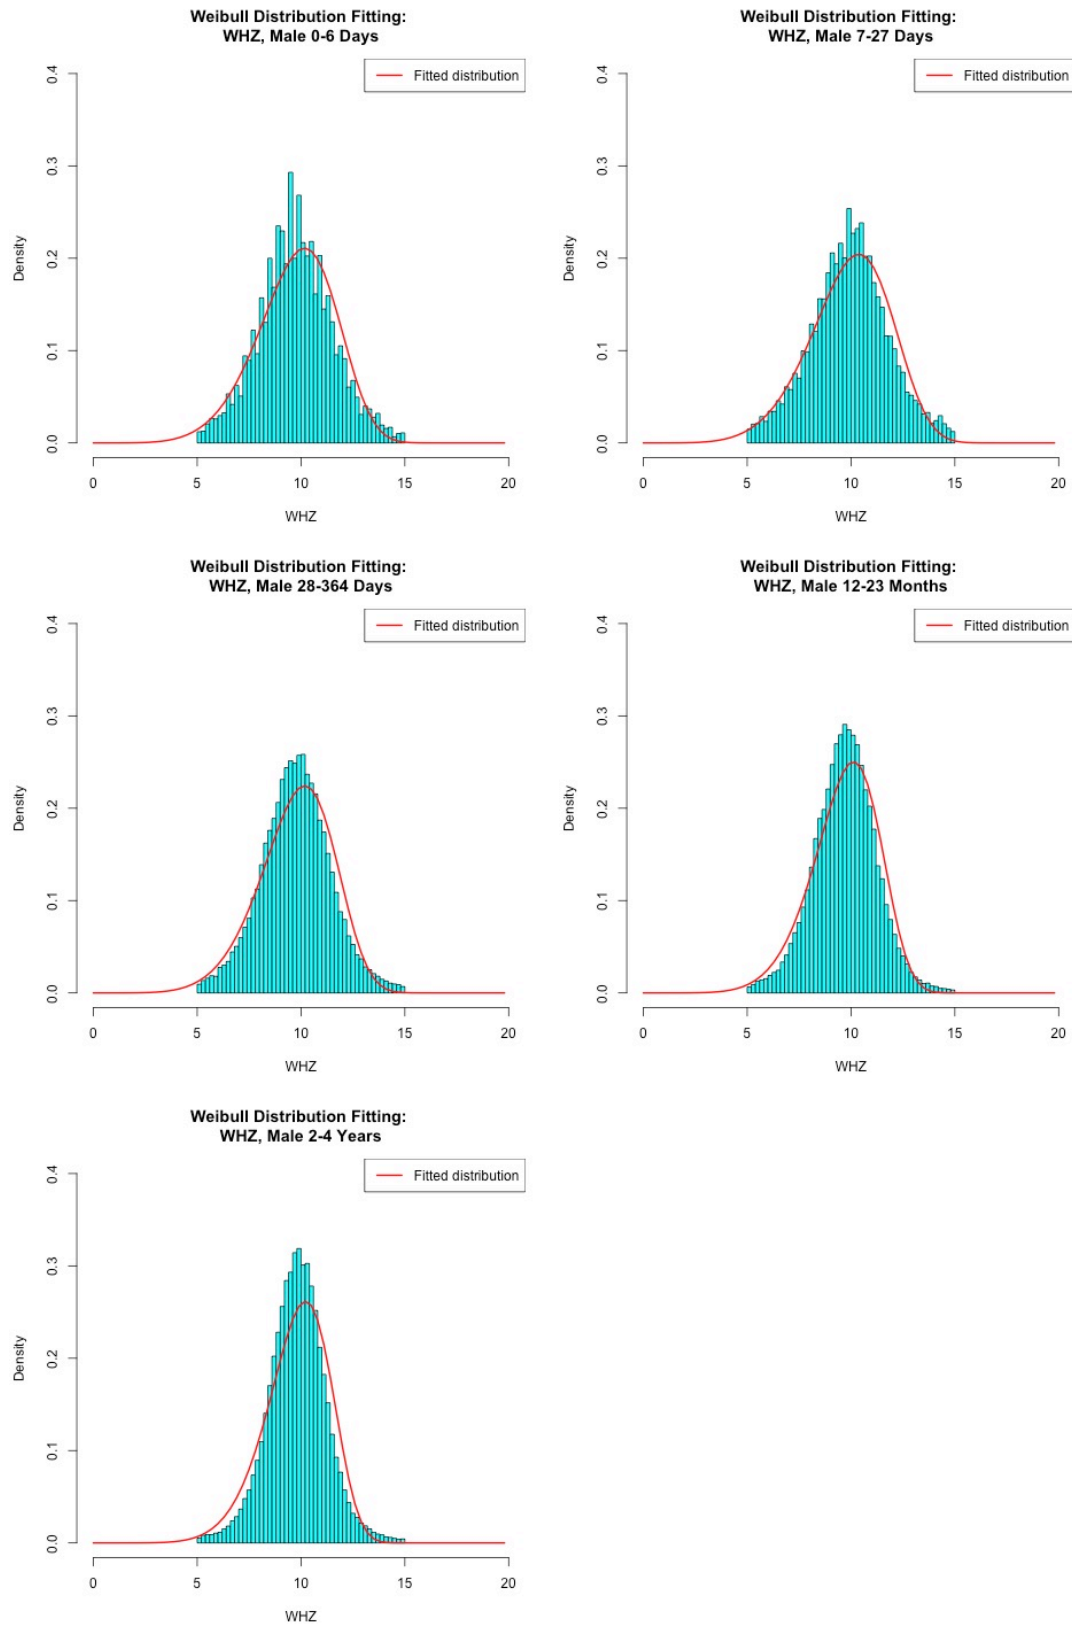 Weibull Distribution Fitting:
WHZ, Male 0-6 Days
Fitted distribution
Density
0.0
0.1
0.2
0.3
0.4
0
5
10
15
20
WHZ
Weibull Distribution Fitting:
WHZ, Male 7-27 Days
Fitted distribution
Density
0.0
0.1
0.2
0.3
0.4
0
5
10
15
20
WHZ
Weibull Distribution Fitting:
WHZ, Male 28-364 Days
Fitted distribution
Density
0.0
0.1
0.2
0.3
0.4
0
5
10
15
20
WHZ
Weibull Distribution Fitting:
WHZ, Male 12-23 Months
Fitted distribution
Density
0.0
0.1
0.2
0.3
0.4
0
5
10
15
20
WHZ
Weibull Distribution Fitting:
WHZ, Male 2-4 Years
Fitted distribution
Density
0.0
0.1
0.2
0.3
0.4
0
5
10
15
20
WHZ